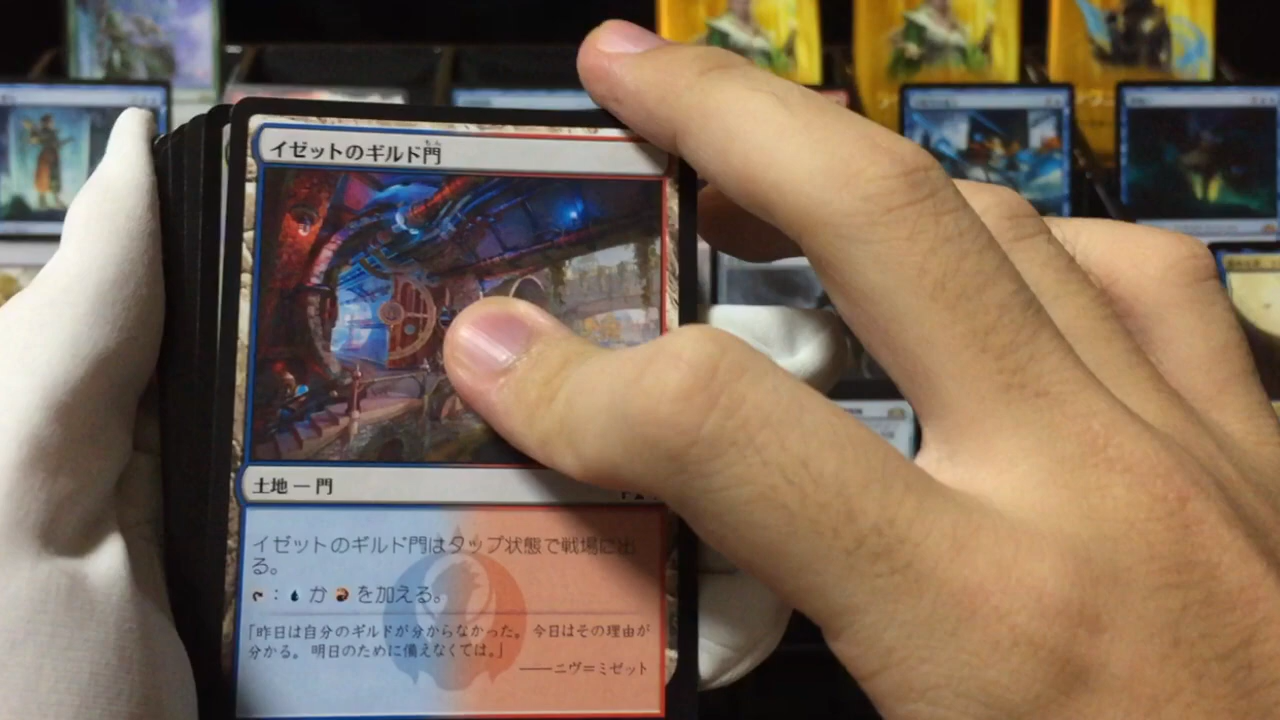 イゼットのギルド門
もん
土地 — 門
イゼットのギルド門はタップ状態で戦場に出
る。
：か を加える。
「昨日は自分のギルドが分からなかった。今日はその理由が
分かる。明日のために備えなくては。」
——ニヴ＝ミゼット